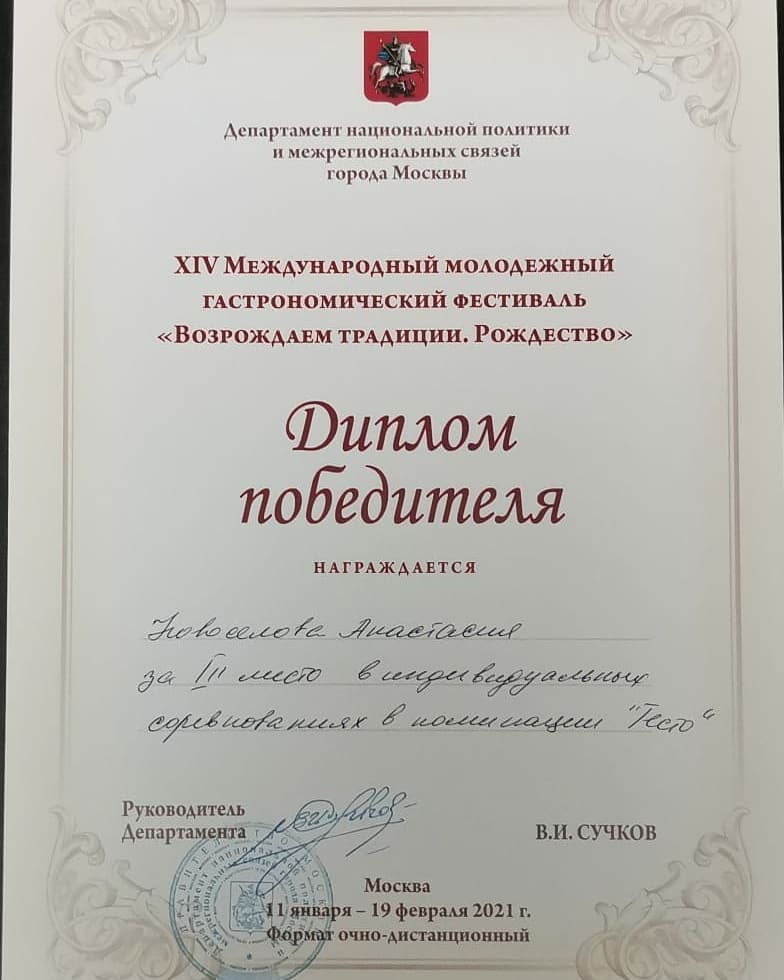 Департамент национальной политики
и межрегиональных связей
города Москвы
XIV Международный молодежный
гастрономический фестиваль
«Возрождаем традиции. Рождество»
Диплом
победителя
НАГРАЖДАЕТСЯ
Новоселова Анастасия
за III место в индивидуальных
соревнованиях в номинации "Тесто"
Руководитель
Департамента
В.И. СУЧКОВ
Москва
11 января – 19 февраля 2021 г.
Формат очно-дистанционный